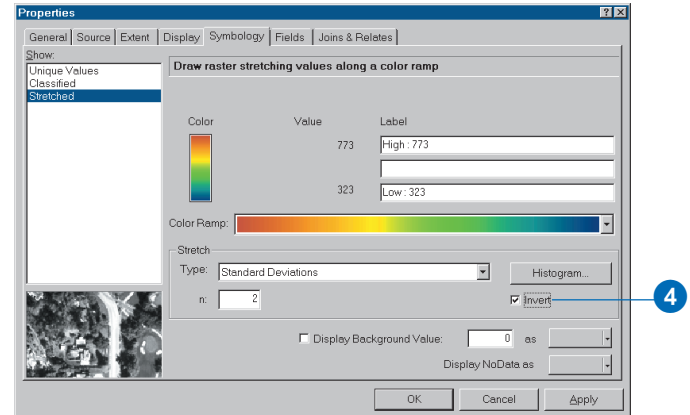 Properties
General Source Extent Display Symbology Fields Joins & Relates
Show:
Unique Values
Classified
Stretched
Draw raster stretching values along a color ramp
Color Value Label
773 High : 773
323 Low : 323
Color Ramp:
Stretch
Type: Standard Deviations Histogram...
n: 2 Invert
4
Display Background Value: 0 as
Display NoData as
OK Cancel Apply